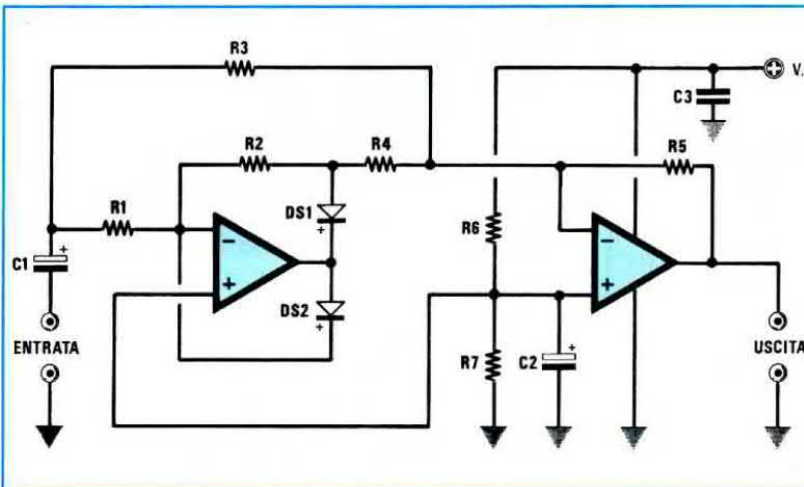 R3
V.
C3
R2
R4
R5
R1
DS1
R6
C1
+
−
+
+
DS2
+
−
+
ENTRATA
R7
C2
+
USCITA